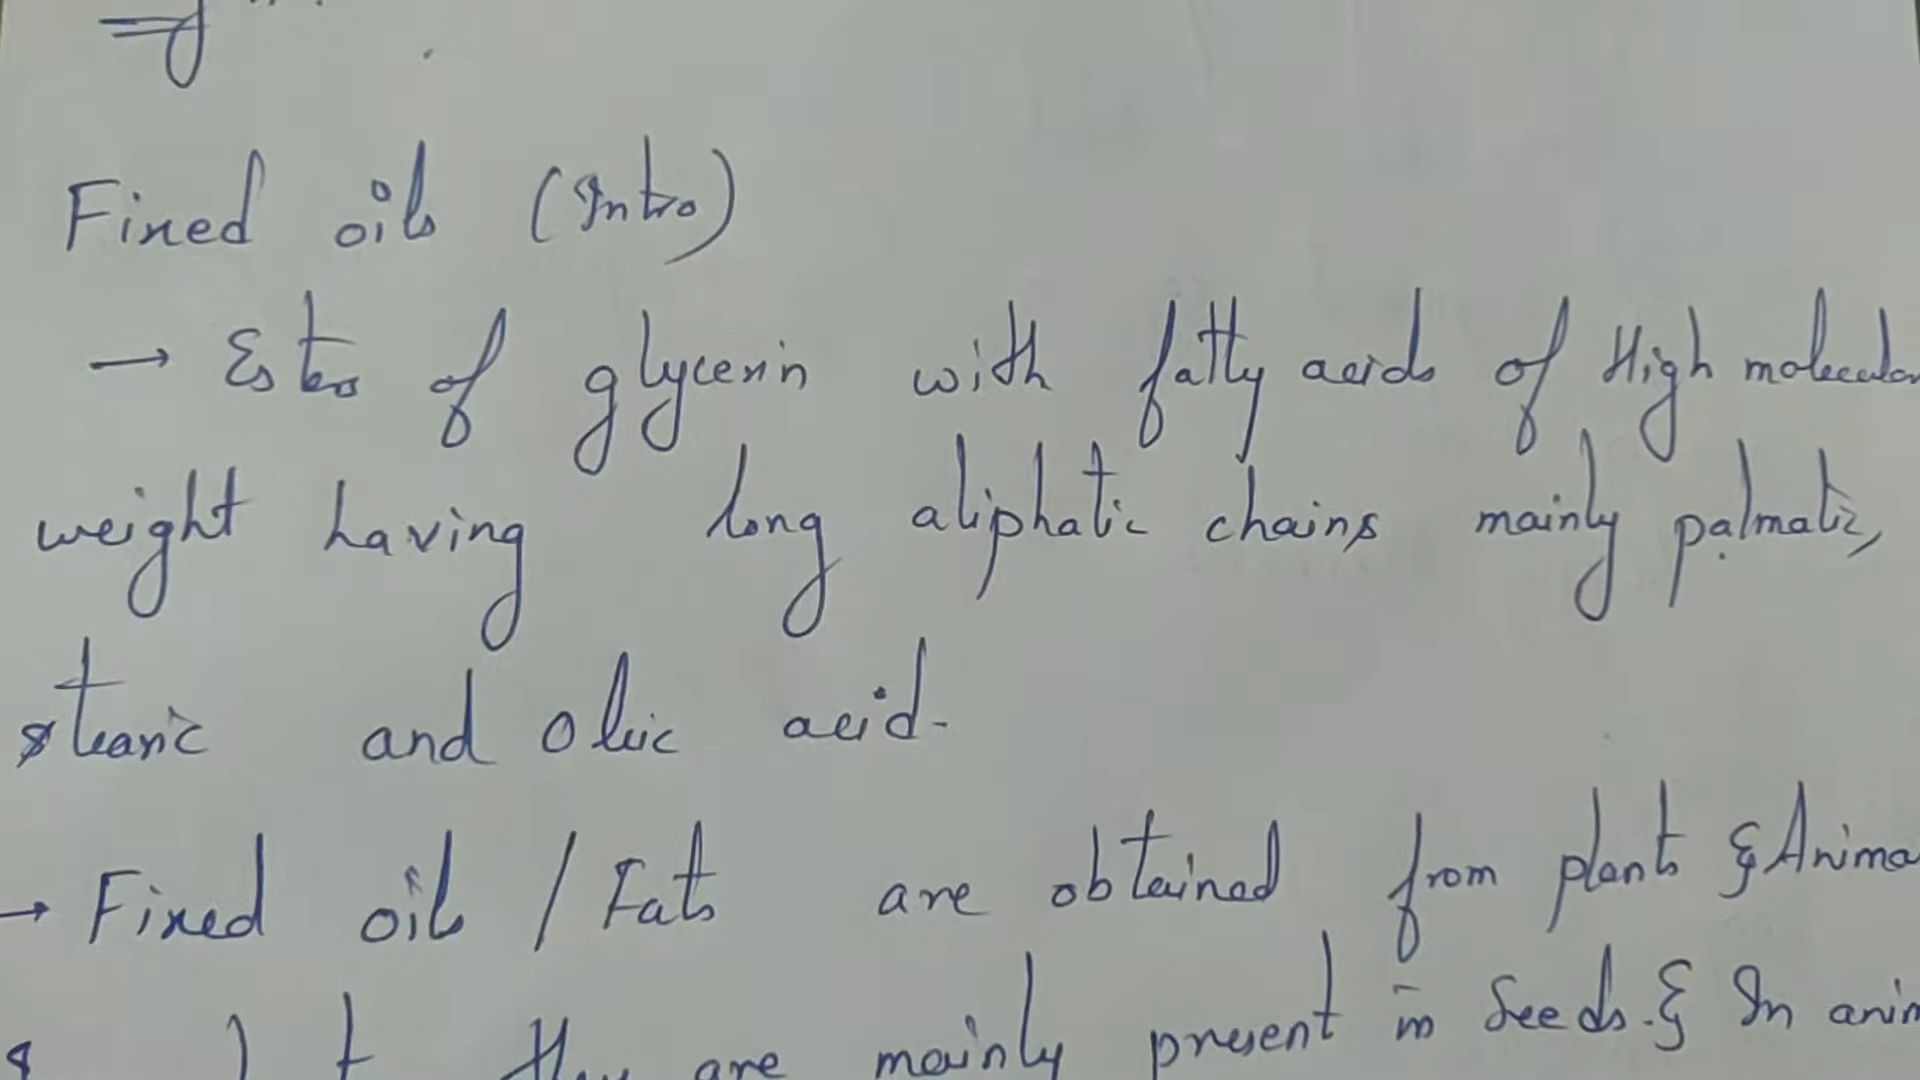 Fixed oils (Intro)
→ Esters of glycerin with fatty acids of High molecular
weight having long aliphatic chains mainly palmatic,
stearic and oleic acid.
→ Fixed oils / Fats are obtained from plants & Anima
they are mainly present in Seeds. & In anim